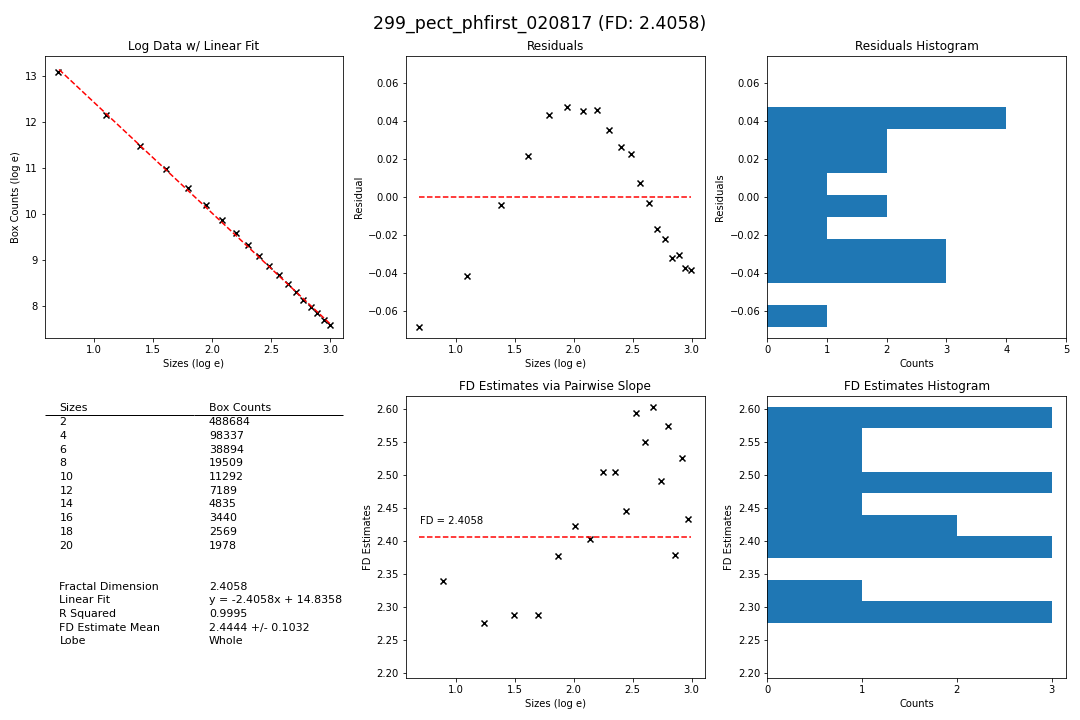 299_pect_phfirst_020817 (FD: 2.4058)
Log Data w/ Linear Fit
Box Counts (log e)
13
12
11
10
9
8
1.0 1.5 2.0 2.5 3.0
Sizes (log e)
Residuals
Residual
0.06
0.04
0.02
0.00
−0.02
−0.04
−0.06
1.0 1.5 2.0 2.5 3.0
Sizes (log e)
Residuals Histogram
Residuals
0.06
0.04
0.02
0.00
−0.02
−0.04
−0.06
0 1 2 3 4 5
Counts
Sizes Box Counts
2 488684
4 98337
6 38894
8 19509
10 11292
12 7189
14 4835
16 3440
18 2569
20 1978
Fractal Dimension 2.4058
Linear Fit y = -2.4058x + 14.8358
R Squared 0.9995
FD Estimate Mean 2.4444 +/- 0.1032
Lobe Whole
FD Estimates via Pairwise Slope
FD Estimates
2.60
2.55
2.50
2.45
2.40
2.35
2.30
2.25
2.20
FD = 2.4058
1.0 1.5 2.0 2.5 3.0
Sizes (log e)
FD Estimates Histogram
FD Estimates
2.60
2.55
2.50
2.45
2.40
2.35
2.30
2.25
2.20
0 1 2 3
Counts